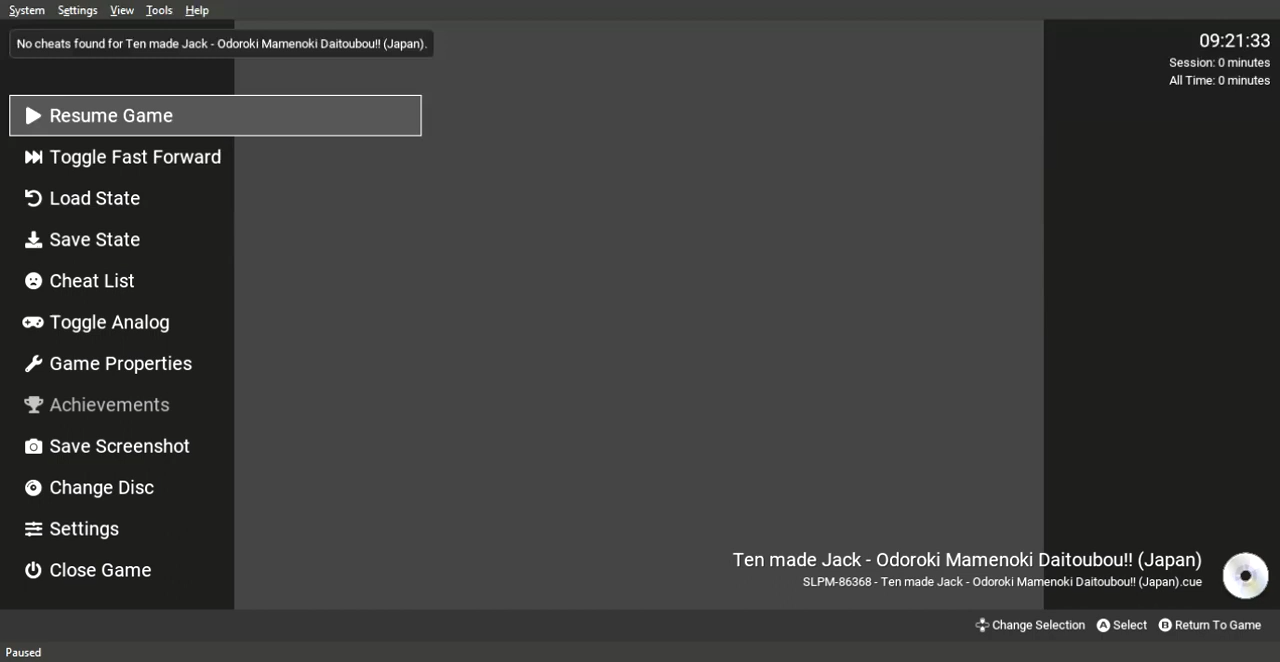 System Settings View Tools Help
No cheats found for Ten made Jack - Odoroki Mamenoki Daitoubou!! (Japan).
09:21:33
Session: 0 minutes
All Time: 0 minutes
Resume Game
Toggle Fast Forward
Load State
Save State
Cheat List
Toggle Analog
Game Properties
Achievements
Save Screenshot
Change Disc
Settings
Close Game
Ten made Jack - Odoroki Mamenoki Daitoubou!! (Japan)
SLPM-86368 - Ten made Jack - Odoroki Mamenoki Daitoubou!! (Japan).cue
Change Selection A Select B Return To Game
Paused